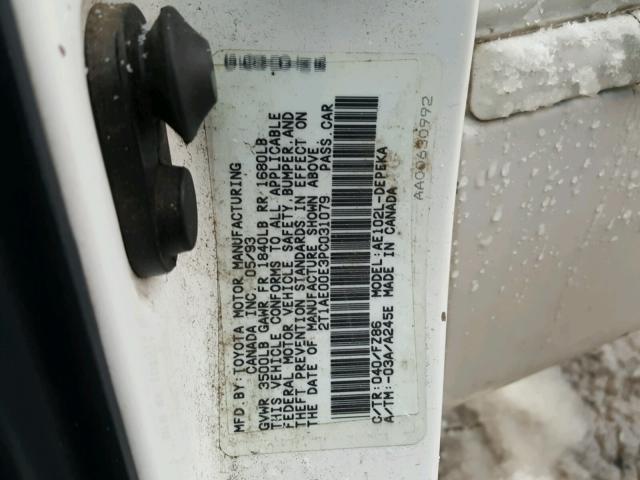 MFD. BY: TOYOTA MOTOR MANUFACTURING
CANADA INC. 05/93
GVWR 3500LB GAWR FR 1840LB RR 1680LB
THIS VEHICLE CONFORMS TO ALL APPLICABLE
FEDERAL MOTOR VEHICLE SAFETY, BUMPER, AND
THEFT PREVENTION STANDARDS IN EFFECT ON
THE DATE OF MANUFACTURE SHOWN ABOVE.
2T1AE00E3PC031079 PASS. CAR
C/TR: 040/FZ86 MODEL: AE102L-DEPEKA
A/TM: -03A/A245E MADE IN CANADA
AA00630992